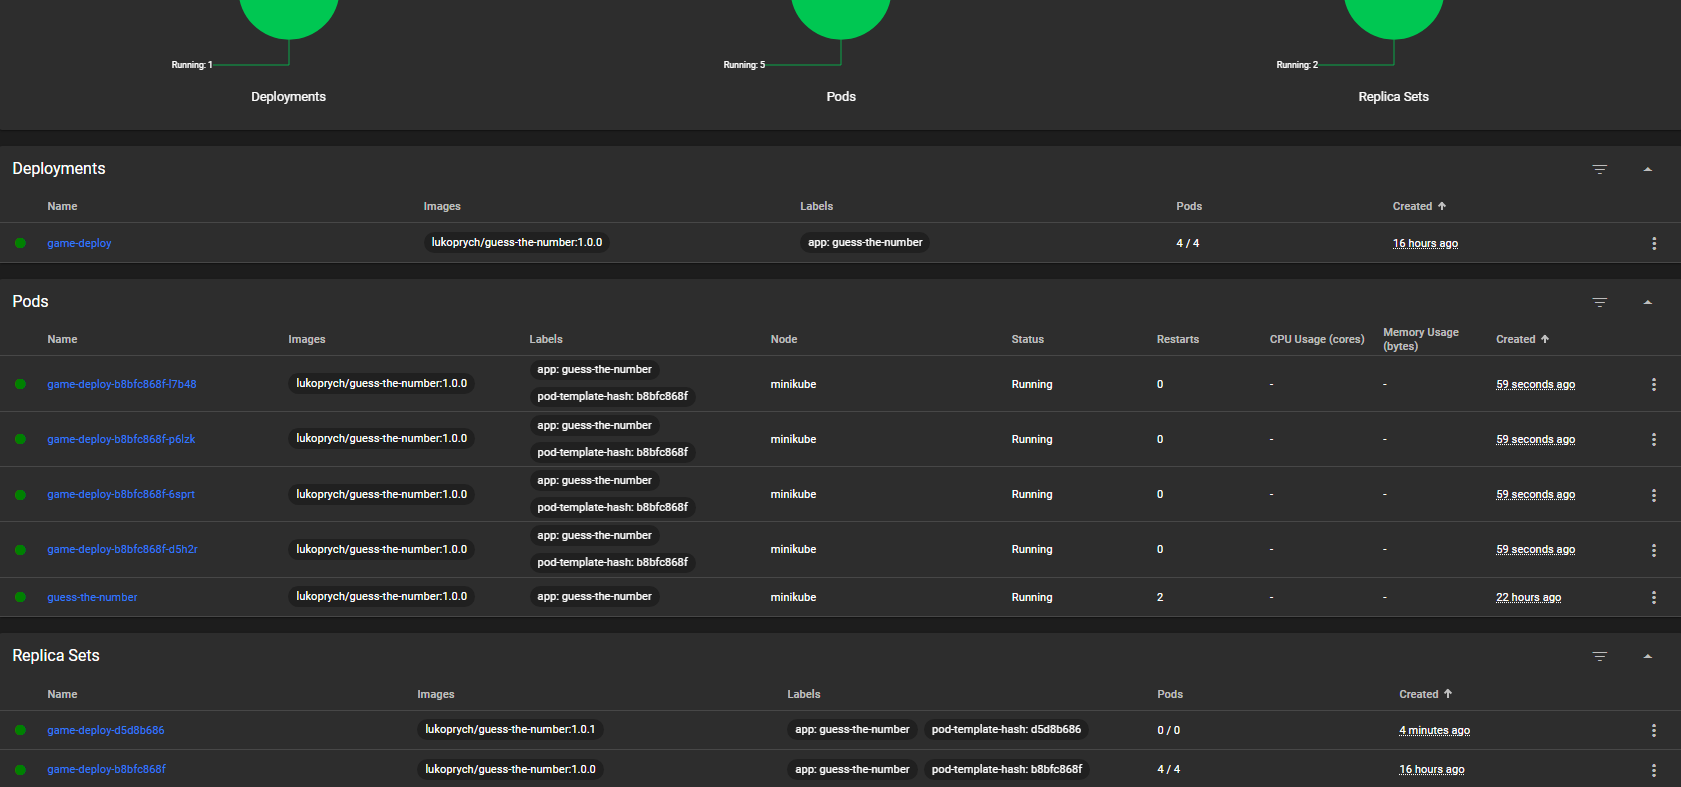 Running: 1
Running: 5
Running: 2
Deployments
Pods
Replica Sets
Deployments
Name Images Labels Pods Created
game-deploy lukoprych/guess-the-number:1.0.0 app: guess-the-number 4 / 4 16 hours ago
Pods
Name Images Labels Node Status Restarts CPU Usage (cores) Memory Usage (bytes) Created
game-deploy-b8bfc868f-l7b48 lukoprych/guess-the-number:1.0.0 app: guess-the-number minikube Running 0 - - 59 seconds ago
pod-template-hash: b8bfc868f
game-deploy-b8bfc868f-p6lzk lukoprych/guess-the-number:1.0.0 app: guess-the-number minikube Running 0 - - 59 seconds ago
pod-template-hash: b8bfc868f
game-deploy-b8bfc868f-6sprt lukoprych/guess-the-number:1.0.0 app: guess-the-number minikube Running 0 - - 59 seconds ago
pod-template-hash: b8bfc868f
game-deploy-b8bfc868f-d5h2r lukoprych/guess-the-number:1.0.0 app: guess-the-number minikube Running 0 - - 59 seconds ago
pod-template-hash: b8bfc868f
guess-the-number lukoprych/guess-the-number:1.0.0 app: guess-the-number minikube Running 2 - - 22 hours ago
Replica Sets
Name Images Labels Pods Created
game-deploy-d5d8b686 lukoprych/guess-the-number:1.0.1 app: guess-the-number pod-template-hash: d5d8b686 0 / 0 4 minutes ago
game-deploy-b8bfc868f lukoprych/guess-the-number:1.0.0 app: guess-the-number pod-template-hash: b8bfc868f 4 / 4 16 hours ago